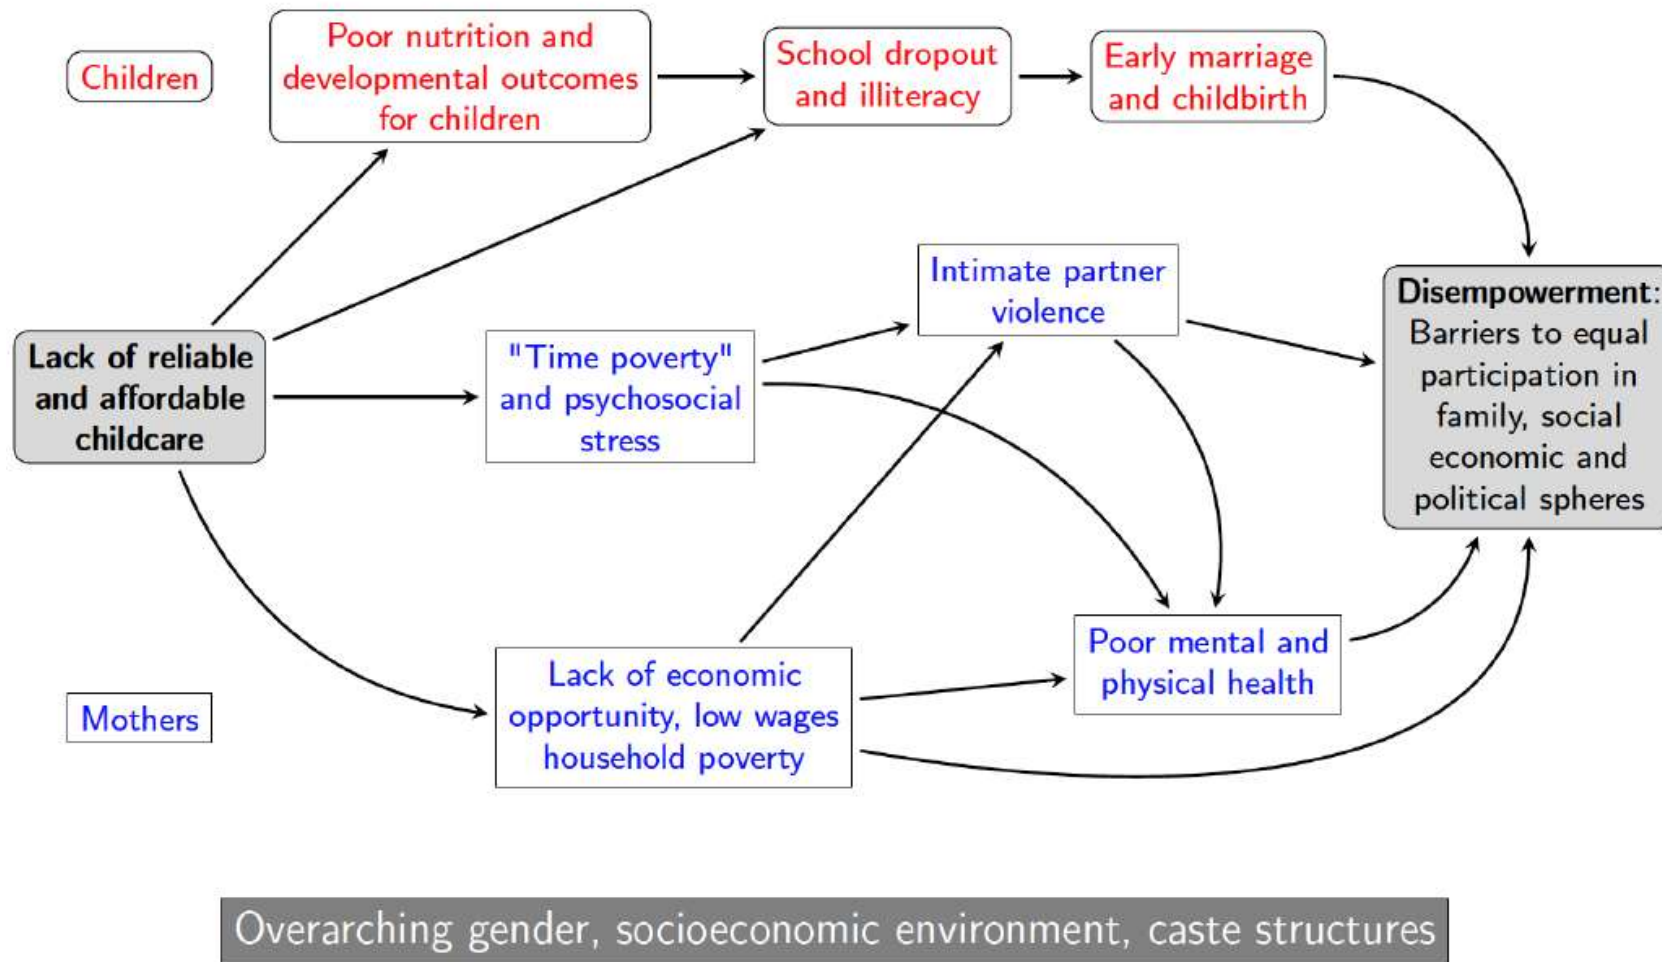 Children
Poor nutrition and
developmental outcomes
for children
School dropout
and illiteracy
Early marriage
and childbirth
Intimate partner
violence
Disempowerment:
Barriers to equal
participation in
family, social
economic and
political spheres
Lack of reliable
and affordable
childcare
"Time poverty"
and psychosocial
stress
Poor mental and
physical health
Lack of economic
opportunity, low wages
household poverty
Mothers
Overarching gender, socioeconomic environment, caste structures